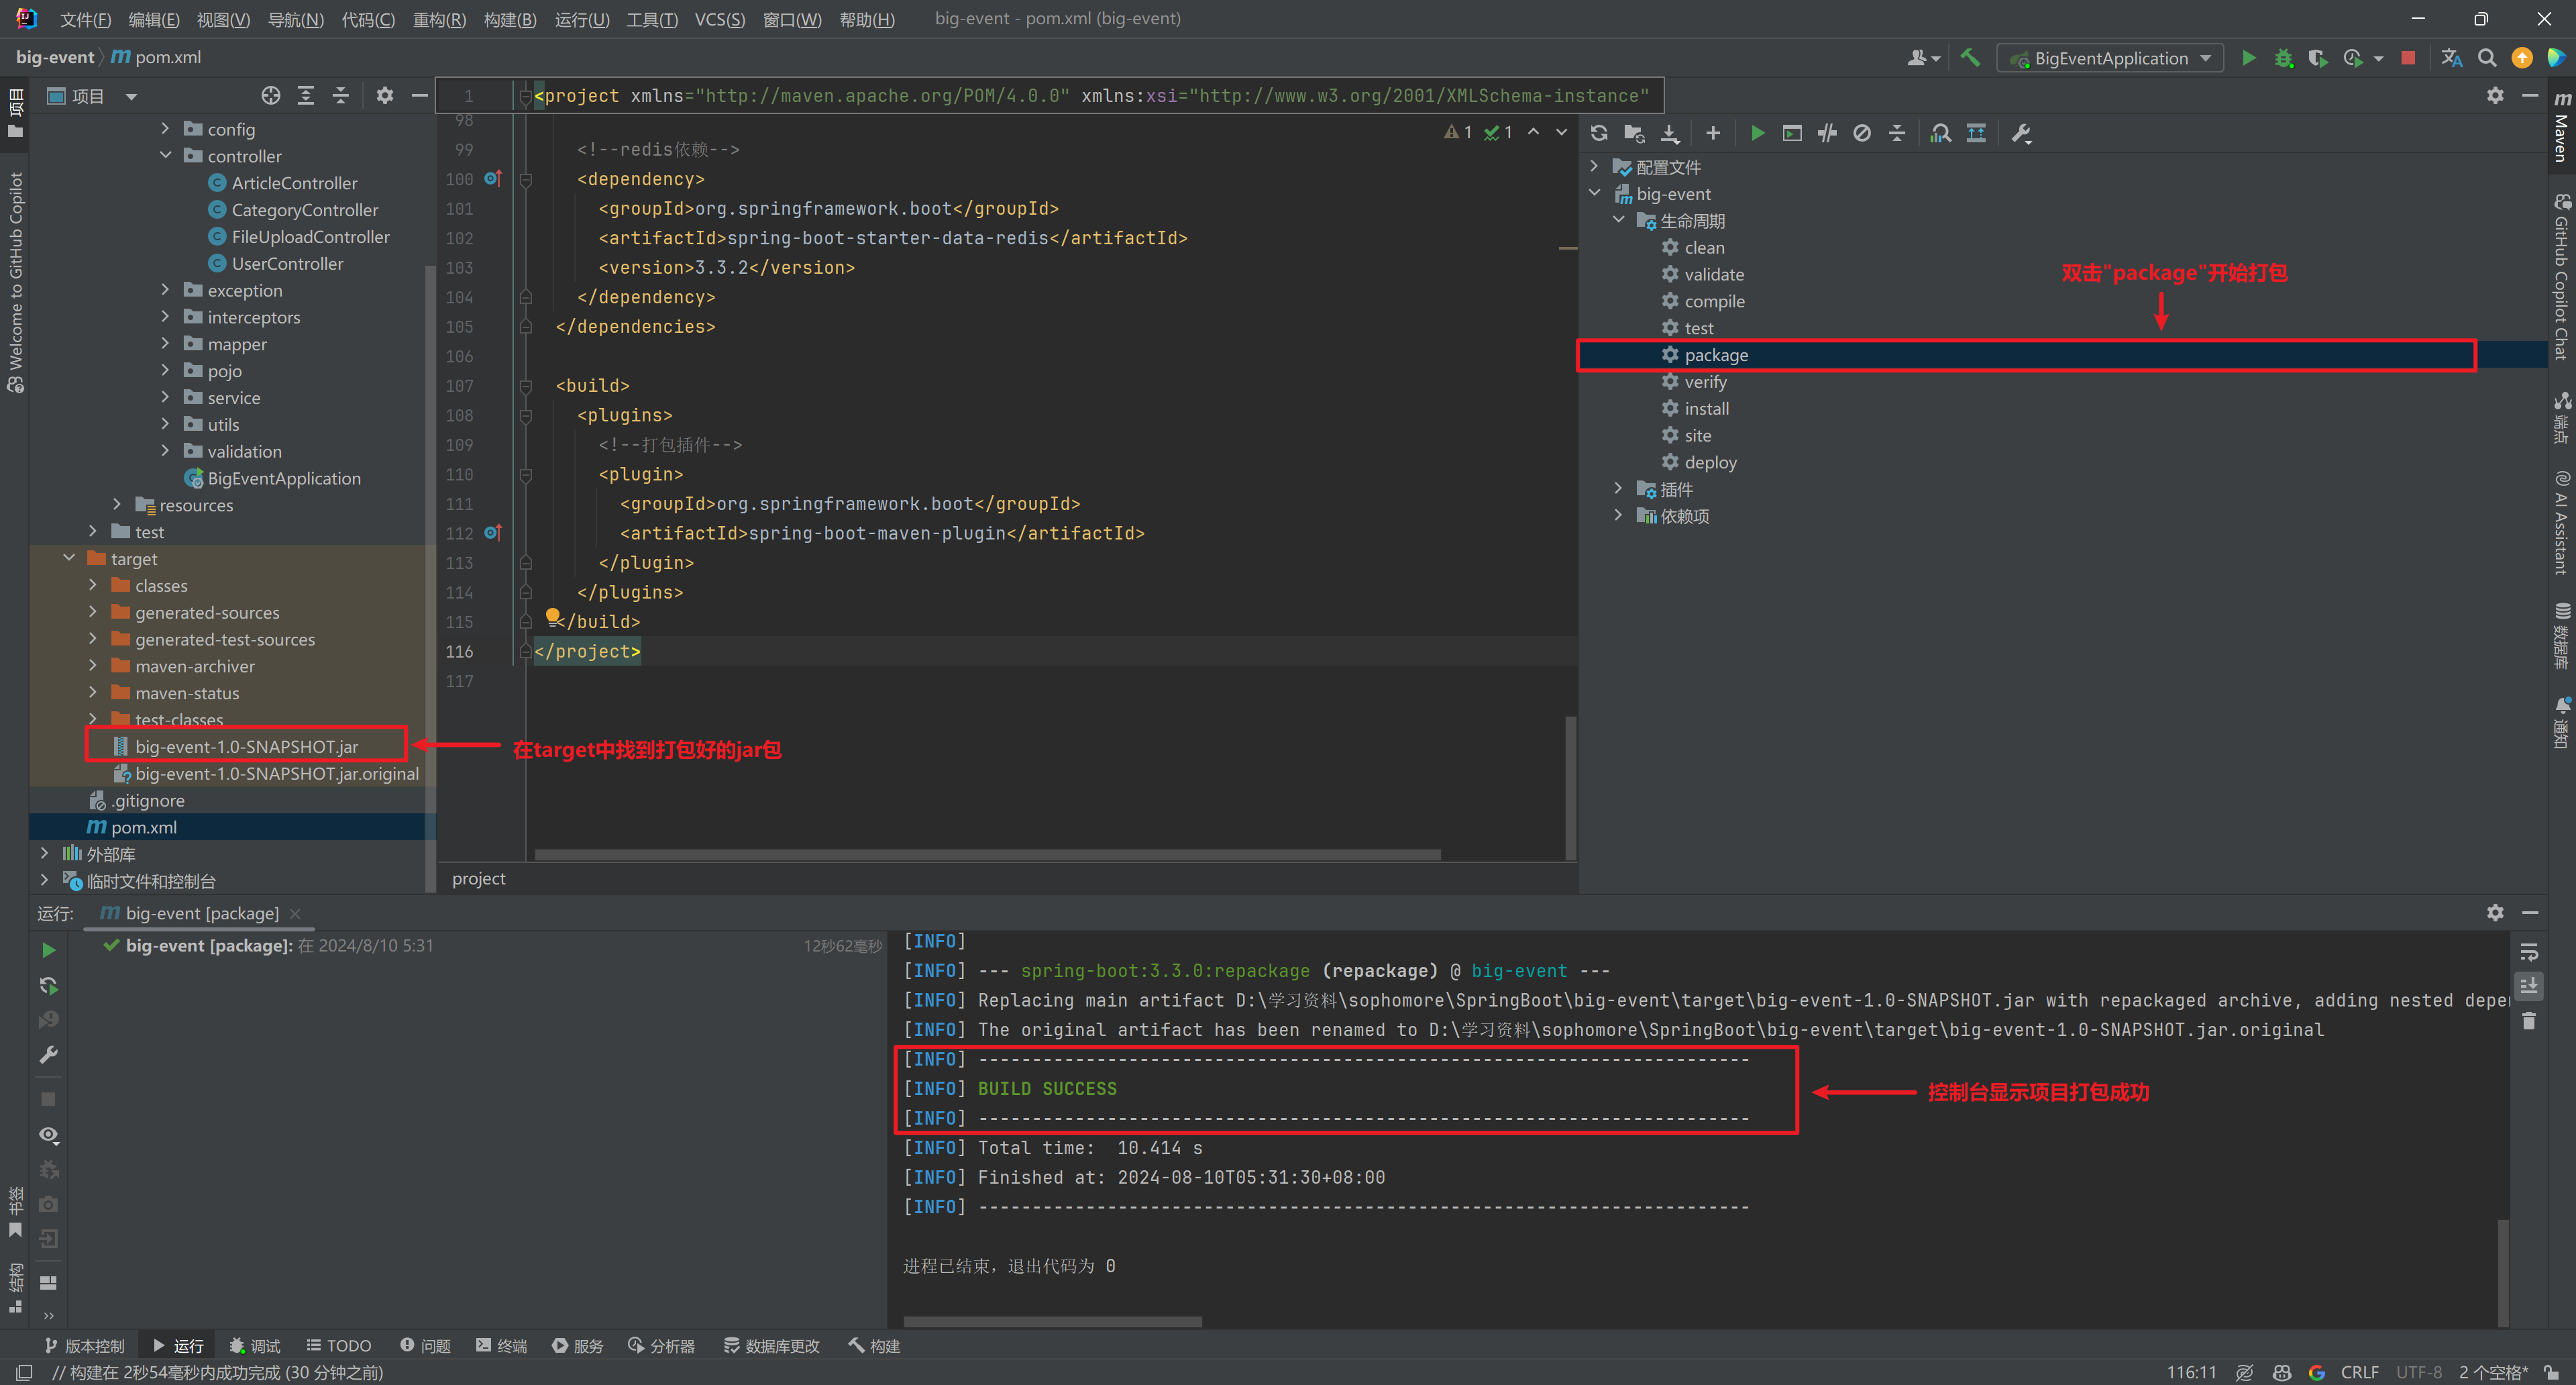 文件(F) 编辑(E) 视图(V) 导航(N) 代码(C) 重构(R) 构建(B) 运行(U) 工具(T) VCS(S) 窗口(W) 帮助(H) big-event - pom.xml (big-event)
big-event pom.xml
BigEventApplication
项目
config
controller
ArticleController
CategoryController
FileUploadController
UserController
exception
interceptors
mapper
pojo
service
utils
validation
BigEventApplication
resources
test
target
classes
generated-sources
generated-test-sources
maven-archiver
maven-status
test-classes
big-event-1.0-SNAPSHOT.jar
big-event-1.0-SNAPSHOT.jar.original
.gitignore
pom.xml
外部库
临时文件和控制台
在target中找到打包好的jar包
项目
Welcome to GitHub Copilot
书签
结构
1 <project xmlns="http://maven.apache.org/POM/4.0.0" xmlns:xsi="http://www.w3.org/2001/XMLSchema-instance"
98
99 <!--redis依赖-->
100 <dependency>
101 <groupId>org.springframework.boot</groupId>
102 <artifactId>spring-boot-starter-data-redis</artifactId>
103 <version>3.3.2</version>
104 </dependency>
105 </dependencies>
106
107 <build>
108 <plugins>
109 <!--打包插件-->
110 <plugin>
111 <groupId>org.springframework.boot</groupId>
112 <artifactId>spring-boot-maven-plugin</artifactId>
113 </plugin>
114 </plugins>
115 </build>
116 </project>
117
1 1
project
配置文件
big-event
生命周期
clean
validate
compile
test
package
verify
install
site
deploy
插件
依赖项
双击"package"开始打包
Maven
GitHub Copilot Chat
端点
AI Assistant
数据库
通知
运行: big-event [package]
big-event [package]: 在 2024/8/10 5:31 12秒62毫秒
[INFO]
[INFO] --- spring-boot:3.3.0:repackage (repackage) @ big-event ---
[INFO] Replacing main artifact D:\学习资料\sophomore\SpringBoot\big-event\target\big-event-1.0-SNAPSHOT.jar with repackaged archive, adding nested depe
[INFO] The original artifact has been renamed to D:\学习资料\sophomore\SpringBoot\big-event\target\big-event-1.0-SNAPSHOT.jar.original
[INFO] ------------------------------------------------------------------------
[INFO] BUILD SUCCESS
[INFO] ------------------------------------------------------------------------
[INFO] Total time:  10.414 s
[INFO] Finished at: 2024-08-10T05:31:30+08:00
[INFO] ------------------------------------------------------------------------
进程已结束，退出代码为 0
控制台显示项目打包成功
版本控制 运行 调试 TODO 问题 终端 服务 分析器 数据库更改 构建
// 构建在 2秒54毫秒内成功完成 (30 分钟之前) 116:11 CRLF UTF-8 2 个空格*